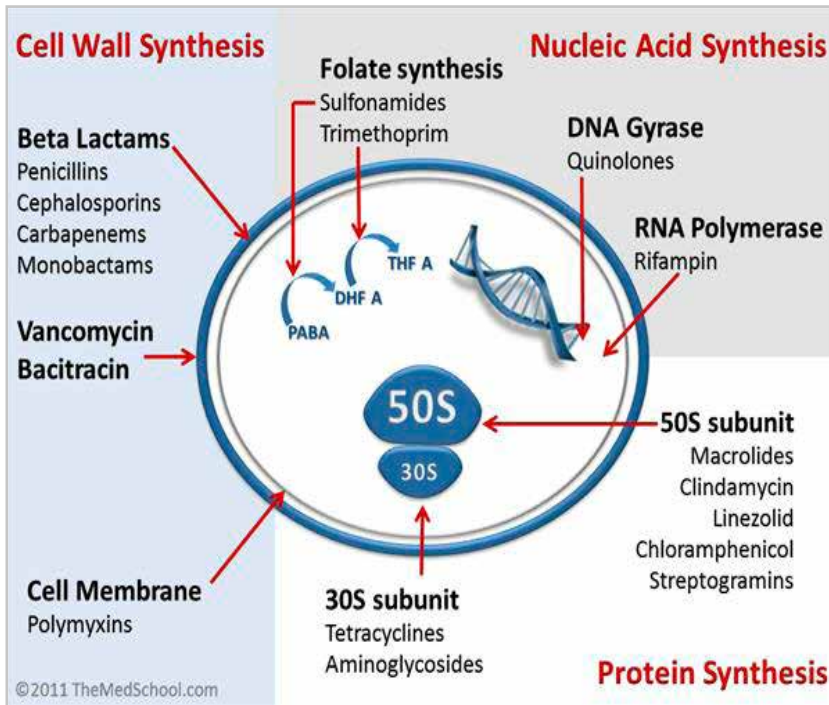 Cell Wall Synthesis
Nucleic Acid Synthesis
Folate synthesis
Sulfonamides
Trimethoprim
Beta Lactams
Penicillins
Cephalosporins
Carbapenems
Monobactams
DNA Gyrase
Quinolones
RNA Polymerase
Rifampin
THF A
DHF A
PABA
Vancomycin
Bacitracin
50S
30S
50S subunit
Macrolides
Clindamycin
Linezolid
Chloramphenicol
Streptogramins
Cell Membrane
Polymyxins
30S subunit
Tetracyclines
Aminoglycosides
Protein Synthesis
©2011 TheMedSchool.com